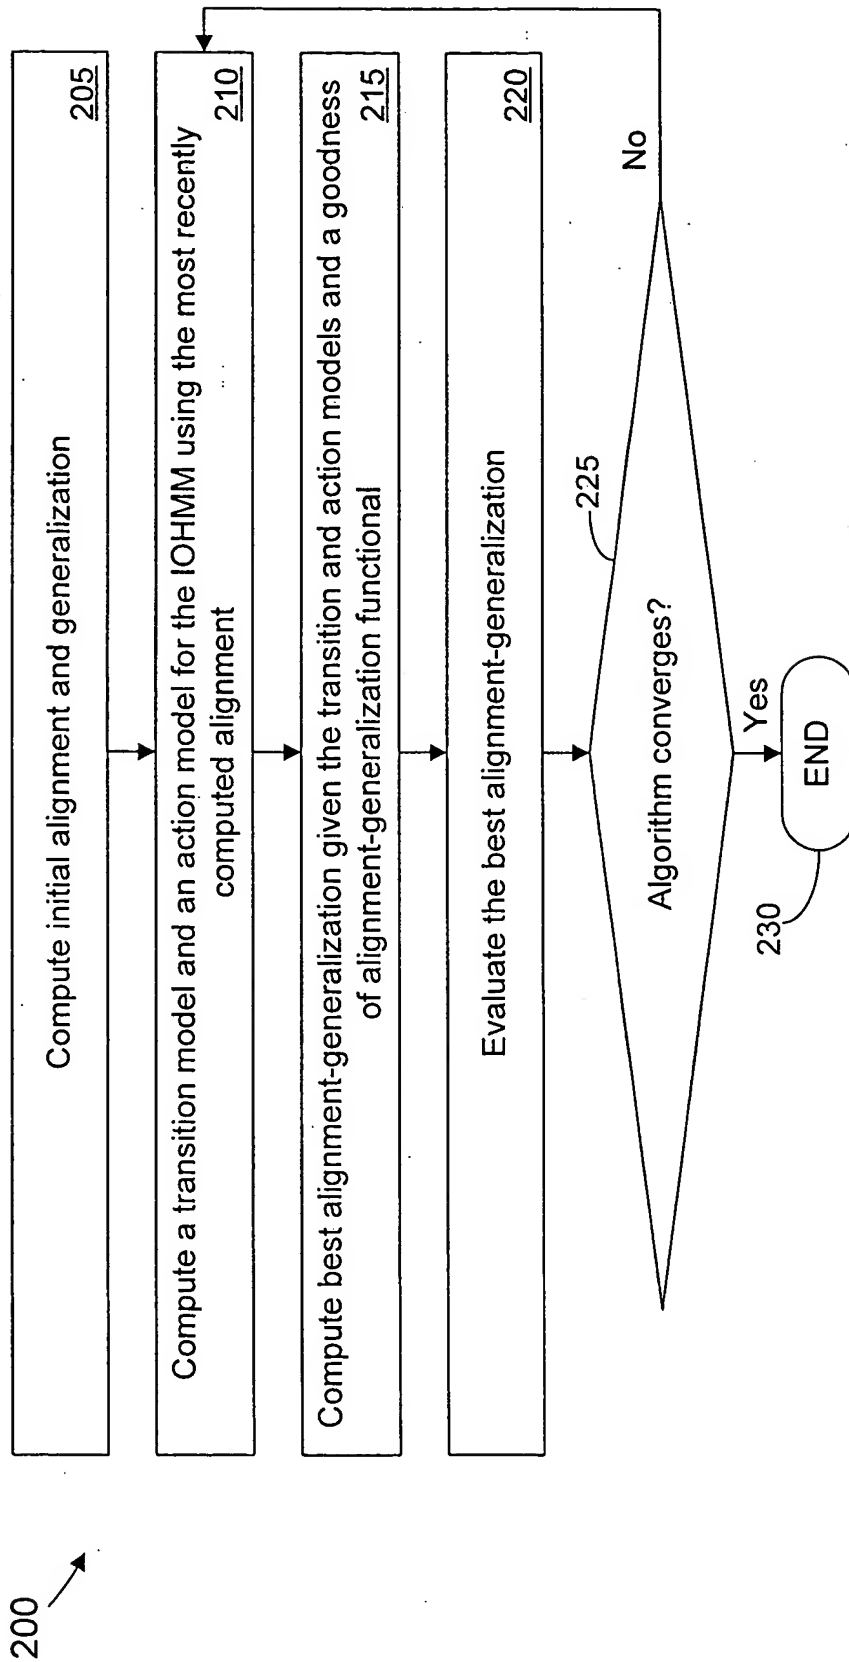 200
Compute initial alignment and generalization
205
Compute a transition model and an action model for the IOHMM using the most recently
computed alignment
210
Compute best alignment-generalization given the transition and action models and a goodness
of alignment-generalization functional
215
Evaluate the best alignment-generalization
220
225
Algorithm converges?
No
Yes
END
230